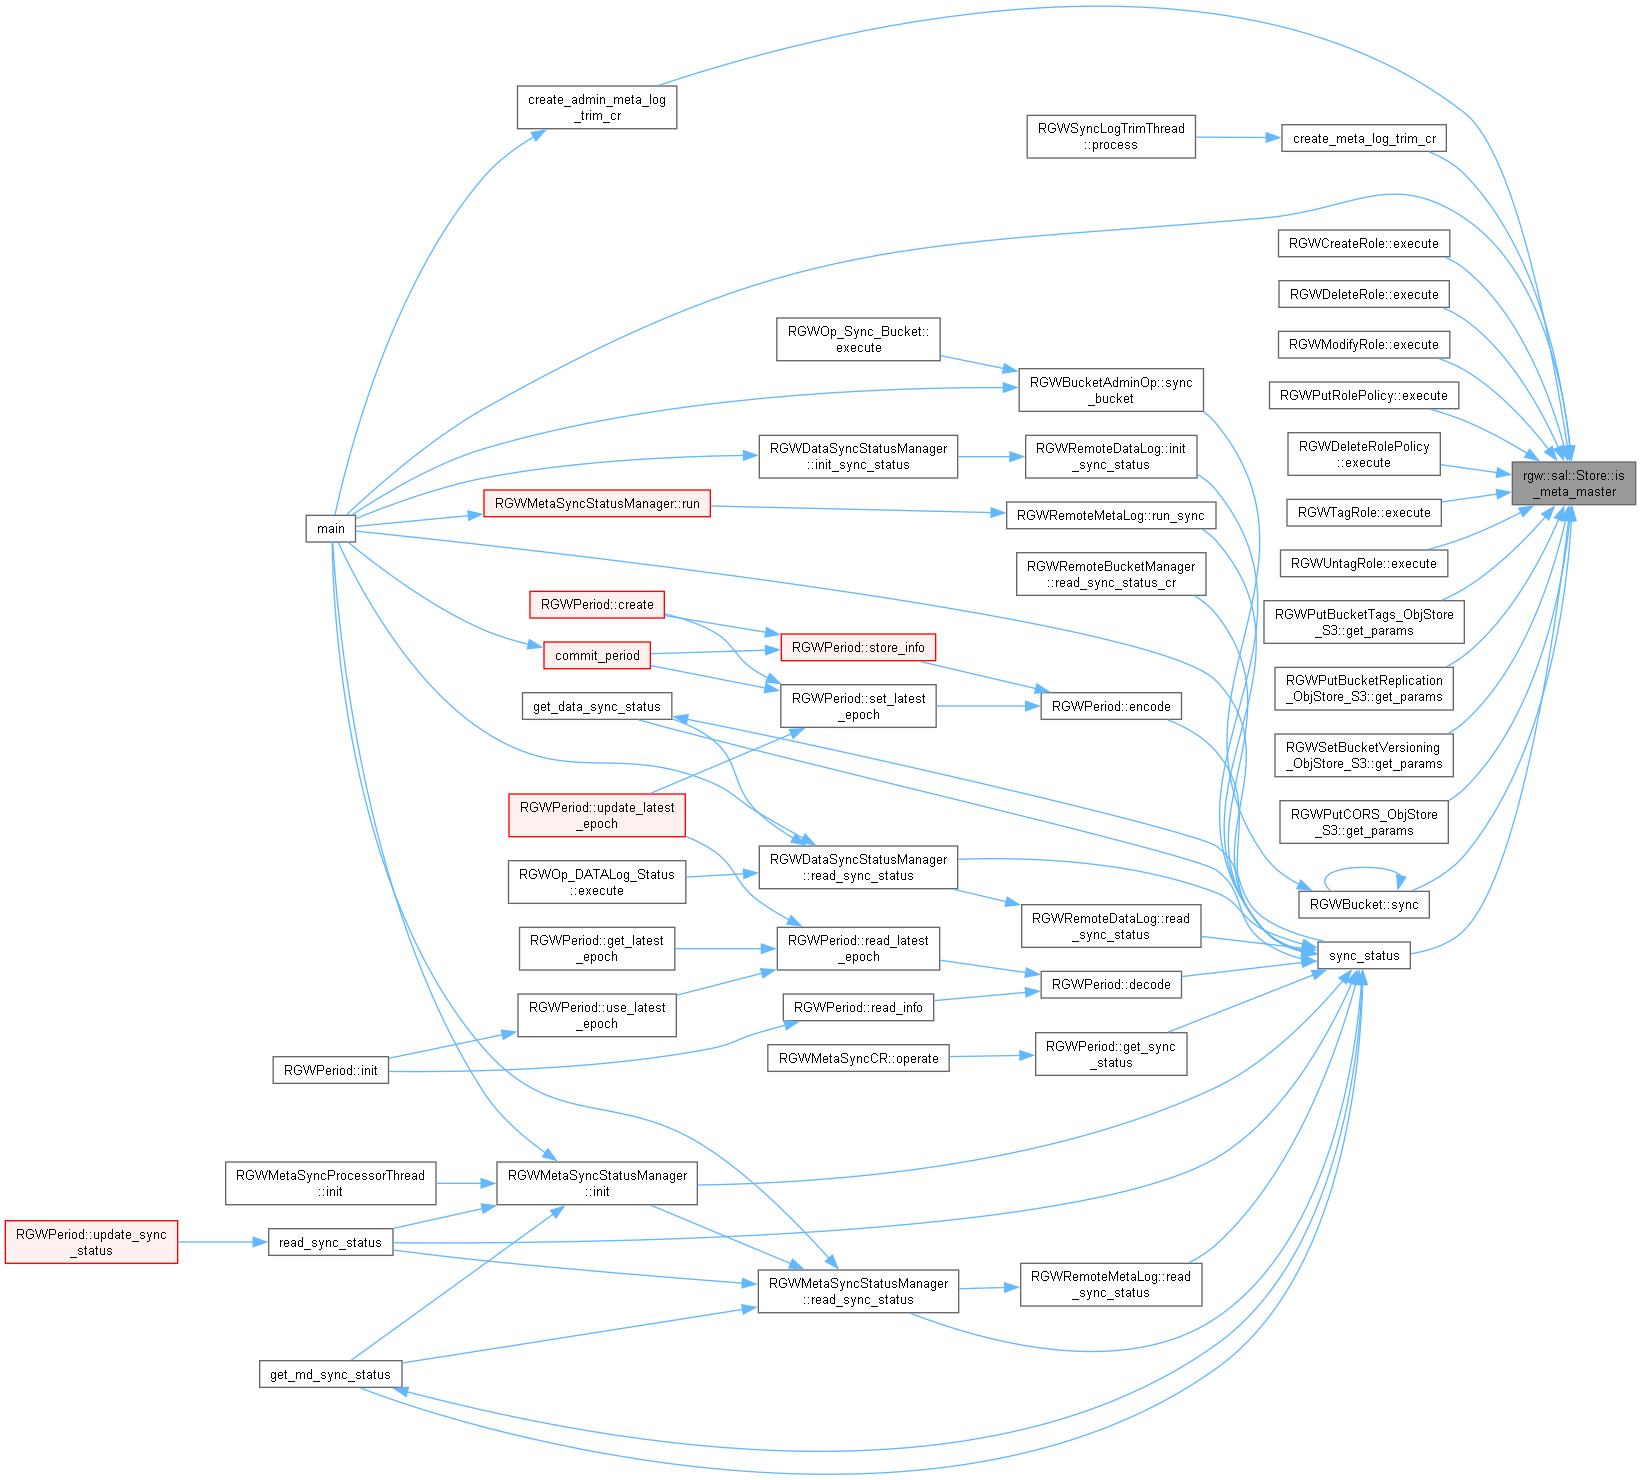 create_admin_meta_log
_trim_cr
RGWSyncLogTrimThread
::process
create_meta_log_trim_cr
RGWCreateRole::execute
RGWDeleteRole::execute
RGWOp_Sync_Bucket::
execute
RGWModifyRole::execute
RGWBucketAdminOp::sync
_bucket
RGWPutRolePolicy::execute
RGWDataSyncStatusManager
::init_sync_status
RGWRemoteDataLog::init
_sync_status
RGWDeleteRolePolicy
::execute
rgw::sal::Store::is
_meta_master
RGWMetaSyncStatusManager::run
RGWRemoteMetaLog::run_sync
RGWTagRole::execute
main
RGWRemoteBucketManager
::read_sync_status_cr
RGWUntagRole::execute
RGWPeriod::create
RGWPutBucketTags_ObjStore
_S3::get_params
commit_period
RGWPeriod::store_info
RGWPutBucketReplication
_ObjStore_S3::get_params
get_data_sync_status
RGWPeriod::set_latest
_epoch
RGWPeriod::encode
RGWSetBucketVersioning
_ObjStore_S3::get_params
RGWPeriod::update_latest
_epoch
RGWPutCORS_ObjStore
_S3::get_params
RGWDataSyncStatusManager
::read_sync_status
RGWOp_DATALog_Status
::execute
RGWBucket::sync
RGWRemoteDataLog::read
_sync_status
RGWPeriod::get_latest
_epoch
RGWPeriod::read_latest
_epoch
sync_status
RGWPeriod::decode
RGWPeriod::use_latest
_epoch
RGWPeriod::read_info
RGWPeriod::init
RGWMetaSyncCR::operate
RGWPeriod::get_sync
_status
RGWMetaSyncProcessorThread
::init
RGWMetaSyncStatusManager
::init
RGWPeriod::update_sync
_status
read_sync_status
RGWMetaSyncStatusManager
::read_sync_status
RGWRemoteMetaLog::read
_sync_status
get_md_sync_status